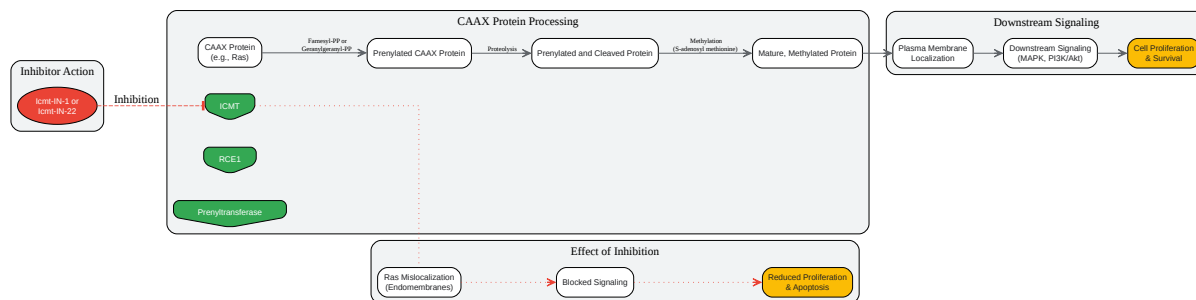 CAAX Protein Processing
Downstream Signaling
Inhibitor Action
Effect of Inhibition
CAAX Protein
(e.g., Ras)
Farnesyl-PP or
Geranylgeranyl-PP
Prenylated CAAX Protein
Proteolysis
Prenylated and Cleaved Protein
Methylation
(S-adenosyl methionine)
Mature, Methylated Protein
Plasma Membrane
Localization
Downstream Signaling
(MAPK, PI3K/Akt)
Cell Proliferation
& Survival
Icmt-IN-1 or
Icmt-IN-22
Inhibition
ICMT
RCE1
Prenyltransferase
Ras Mislocalization
(Endomembranes)
Blocked Signaling
Reduced Proliferation
& Apoptosis